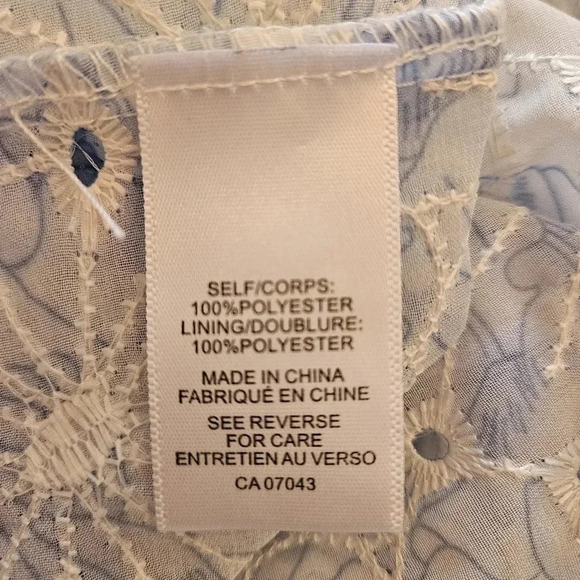 SELF/CORPS:
100%POLYESTER
LINING/DOUBLURE:
100%POLYESTER
MADE IN CHINA
FABRIQUÉ EN CHINE
SEE REVERSE
FOR CARE
ENTRETIEN AU VERSO
CA 07043